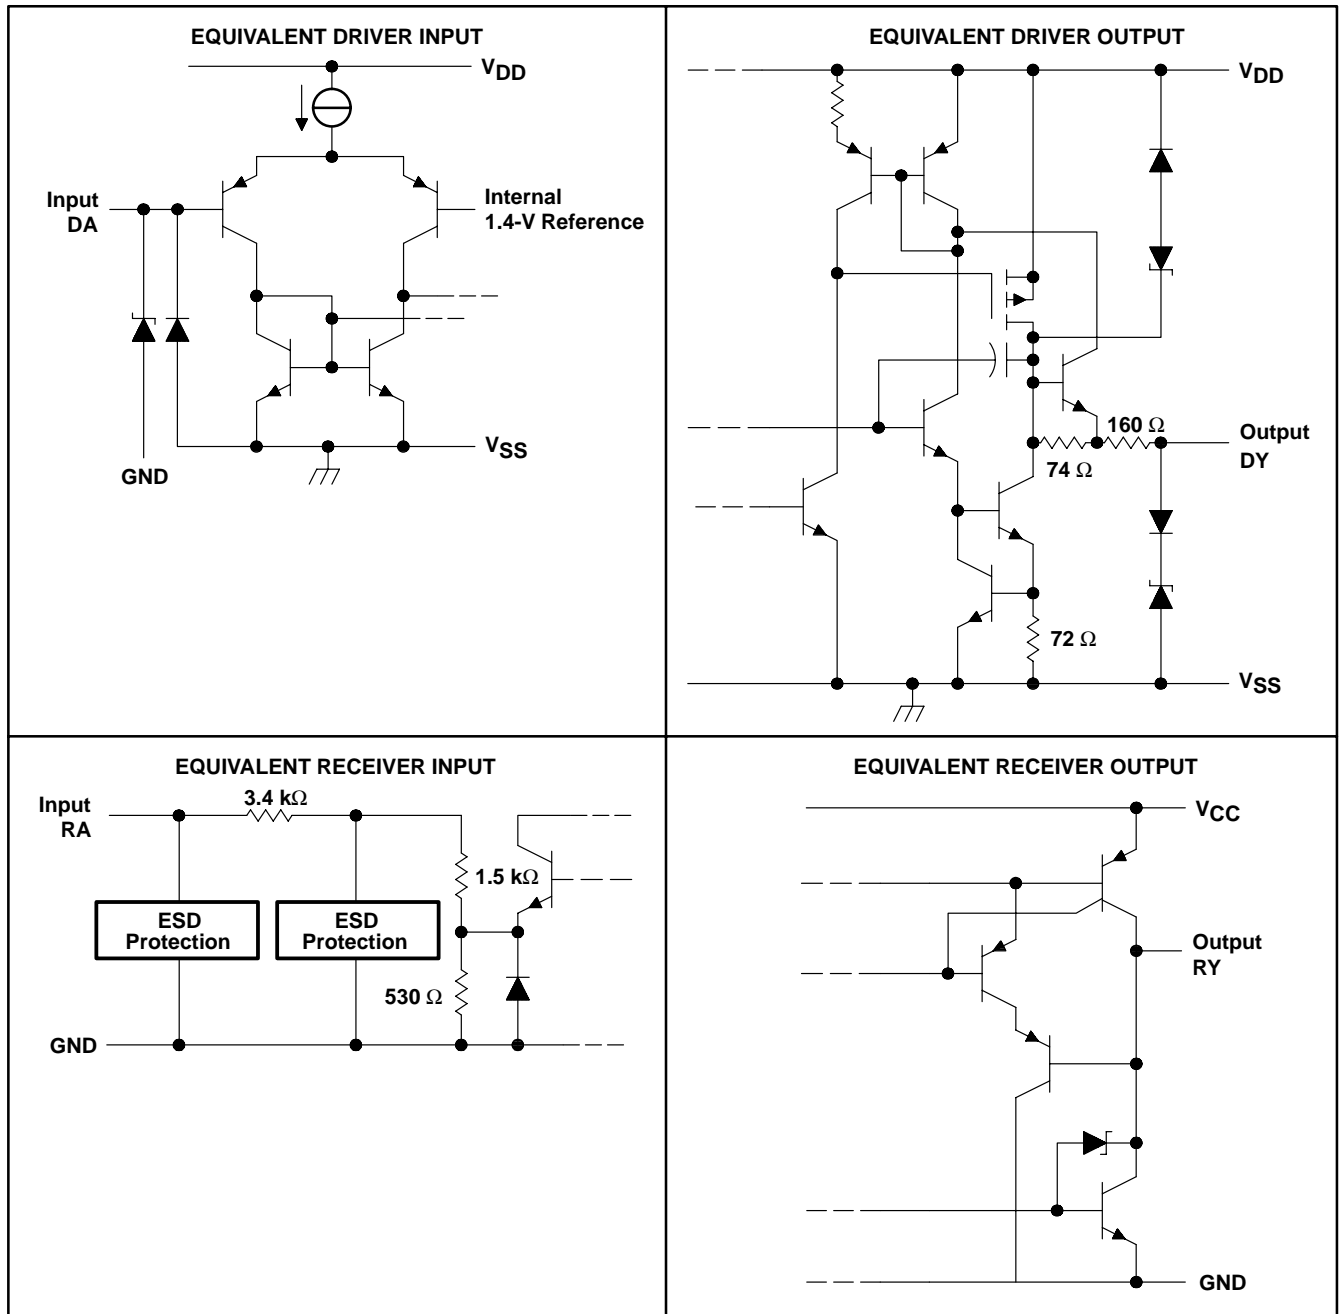 EQUIVALENT DRIVER INPUT
VDD
Input
DA
Internal
1.4-V Reference
VSS
GND
EQUIVALENT DRIVER OUTPUT
VDD
160 Ω
Output
DY
74 Ω
72 Ω
VSS
EQUIVALENT RECEIVER INPUT
3.4 kΩ
Input
RA
1.5 kΩ
ESD
Protection
ESD
Protection
530 Ω
GND
EQUIVALENT RECEIVER OUTPUT
VCC
Output
RY
GND